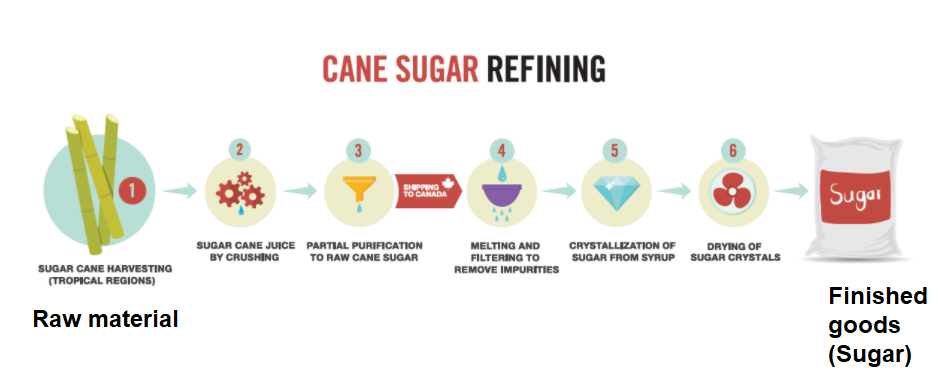 CANE SUGAR REFINING
1
SUGAR CANE HARVESTING
(TROPICAL REGIONS)
Raw material
2
SUGAR CANE JUICE
BY CRUSHING
3
PARTIAL PURIFICATION
TO RAW CANE SUGAR
SHIPPING
TO CANADA
4
MELTING AND
FILTERING TO
REMOVE IMPURITIES
5
CRYSTALLIZATION OF
SUGAR FROM SYRUP
6
DRYING OF
SUGAR CRYSTALS
Sugar
Finished
goods
(Sugar)